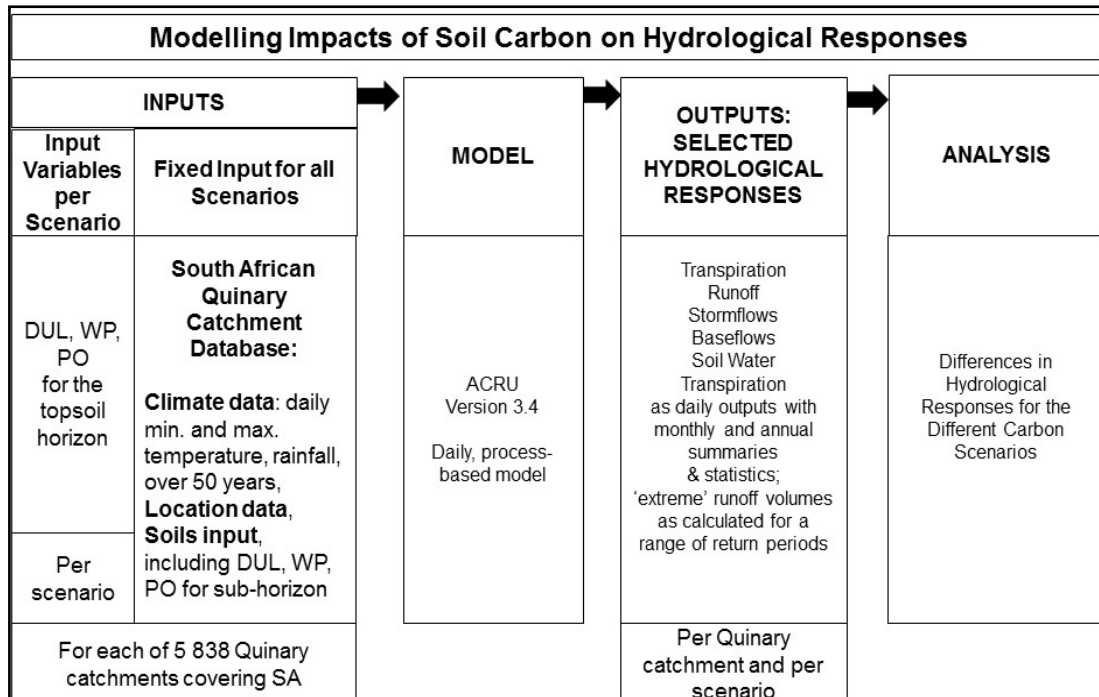 Modelling Impacts of Soil Carbon on Hydrological Responses
INPUTS
Input
Variables
per
Scenario
Fixed Input for all
Scenarios
DUL, WP,
PO
for the
topsoil
horizon
Per
scenario
South African
Quinary
Catchment
Database:
Climate data: daily
min. and max.
temperature, rainfall,
over 50 years,
Location data,
Soils input,
including DUL, WP,
PO for sub-horizon
For each of 5 838 Quinary
catchments covering SA
MODEL
ACRU
Version 3.4
Daily, process-
based model
OUTPUTS:
SELECTED
HYDROLOGICAL
RESPONSES
Transpiration
Runoff
Stormflows
Baseflows
Soil Water
Transpiration
as daily outputs with
monthly and annual
summaries
& statistics;
‘extreme’ runoff volumes
as calculated for a
range of return periods
Per Quinary
catchment and per
scenario
ANALYSIS
Differences in
Hydrological
Responses for the
Different Carbon
Scenarios